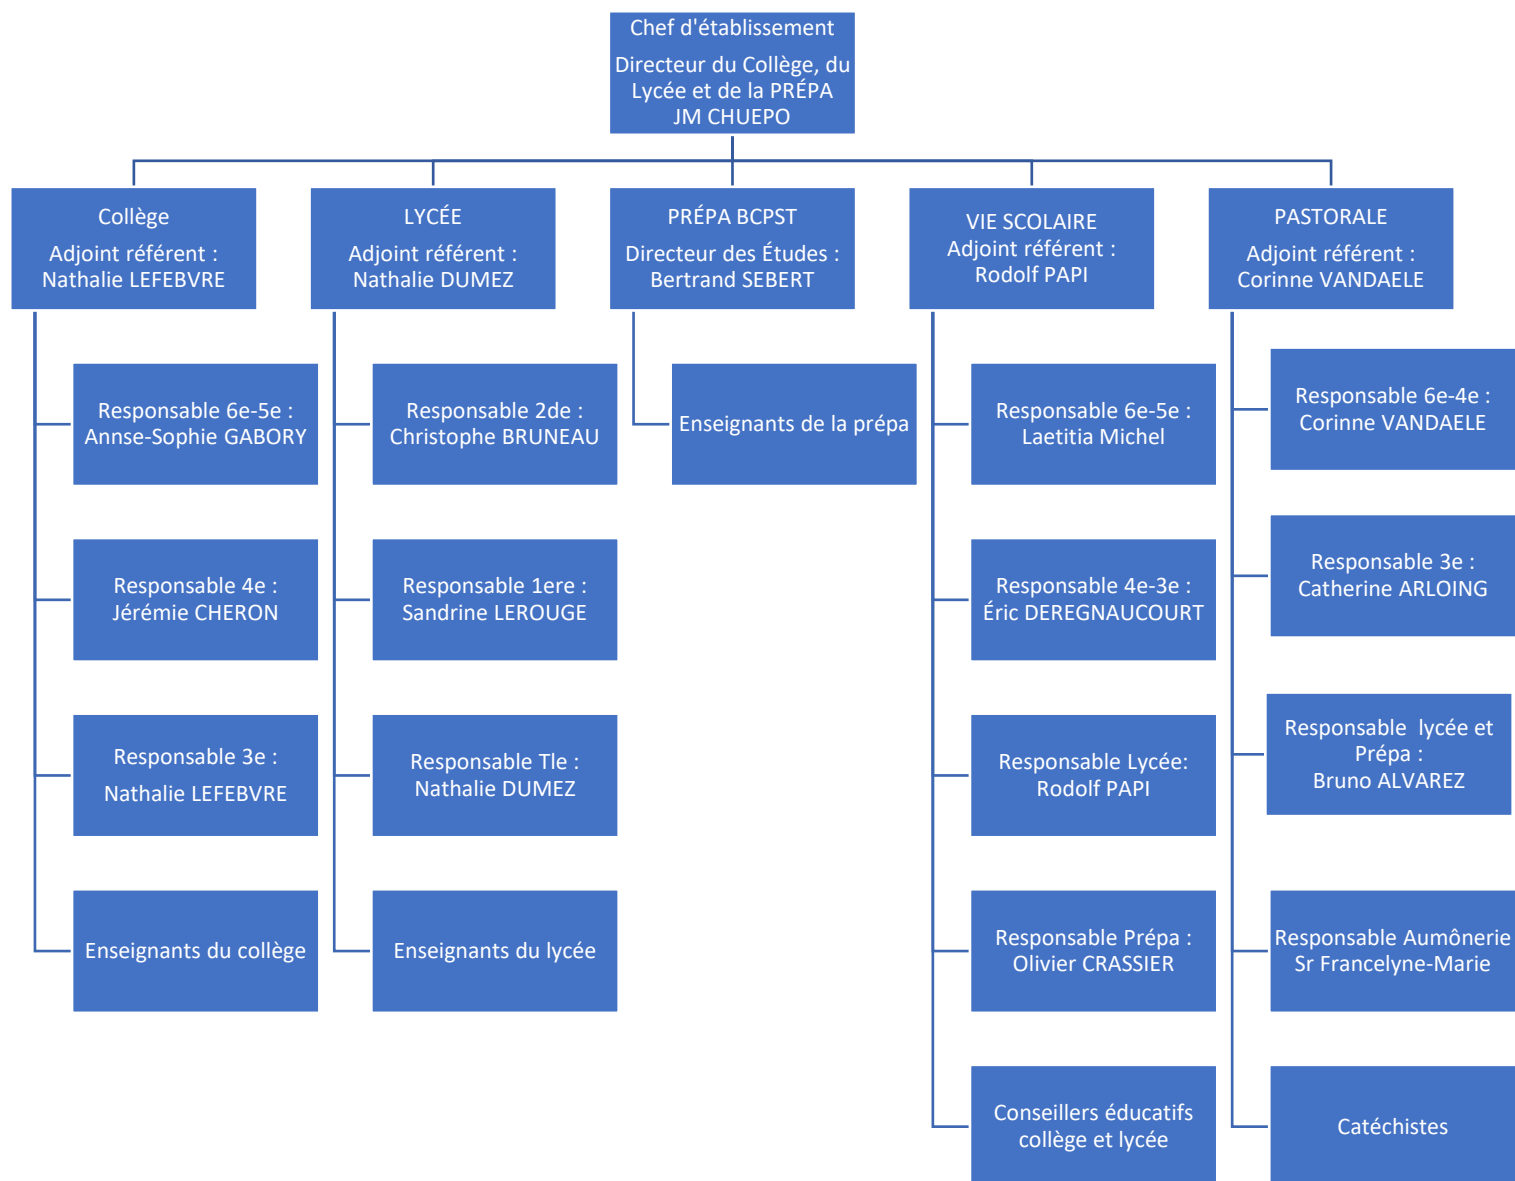 Chef d'établissement
Directeur du Collège, du
Lycée et de la PRÉPA
JM CHUEPO
Collège
Adjoint référent :
Nathalie LEFEBVRE
LYCÉE
Adjoint référent :
Nathalie DUMEZ
PRÉPA BCPST
Directeur des Études :
Bertrand SEBERT
VIE SCOLAIRE
Adjoint référent :
Rodolf PAPI
PASTORALE
Adjoint référent :
Corinne VANDAELE
Responsable 6e-5e :
Annse-Sophie GABORY
Responsable 4e :
Jérémie CHERON
Responsable 3e :
Nathalie LEFEBVRE
Enseignants du collège
Responsable 2de :
Christophe BRUNEAU
Responsable 1ere :
Sandrine LEROUGE
Responsable Tle :
Nathalie DUMEZ
Enseignants du lycée
Enseignants de la prépa
Responsable 6e-5e :
Laetitia Michel
Responsable 4e-3e :
Éric DEREGNAUCOURT
Responsable Lycée:
Rodolf PAPI
Responsable Prépa :
Olivier CRASSIER
Conseillers éducatifs
collège et lycée
Responsable 6e-4e :
Corinne VANDAELE
Responsable 3e :
Catherine ARLOING
Responsable  lycée et
Prépa :
Bruno ALVAREZ
Responsable Aumônerie
Sr Francelyne-Marie
Catéchistes